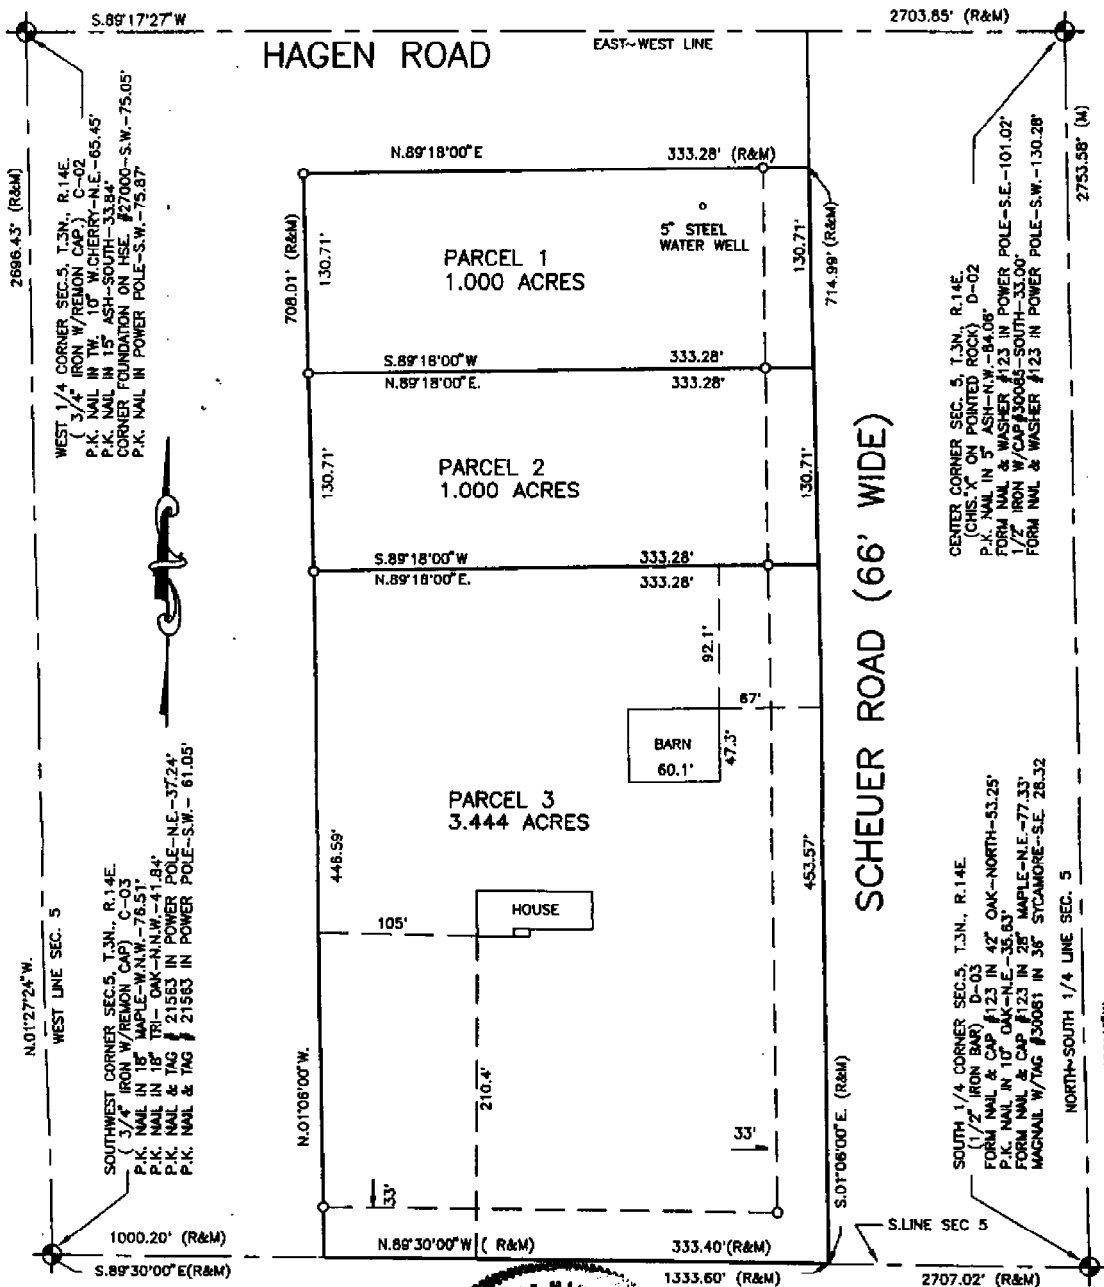 S.89°17'27"W
2703.85' (R&M)
HAGEN ROAD
EAST~WEST LINE
2696.43' (R&M)
WEST 1/4 CORNER SEC.5, T.3N., R.14E.
( 3/4" IRON W/REMON CAP.) C-02
P.K. NAIL IN TW. 10" W.CHERRY-N.E.-65.45'
P.K. NAIL IN 15" ASH-SOUTH-33.84'
CORNER FOUNDATION ON HSE. #27000-S.W.-75.05'
P.K. NAIL IN POWER POLE-S.W.-75.87'
N.89°18'00"E
333.28' (R&M)
708.01' (R&M)
130.71'
5" STEEL
WATER WELL
PARCEL 1
1.000 ACRES
130.71'
714.99' (R&M)
2753.58' (M)
CENTER CORNER SEC. 5, T.3N., R.14E.
(CHIS."X" ON POINTED ROCK) D-02
P.K. NAIL IN 5" ASH-N.W.-84.06'
FORM NAIL & WASHER #123 IN POWER POLE-S.E.-101.02'
1/2" IRON W/CAP#30085-SOUTH-33.00'
FORM NAIL & WASHER #123 IN POWER POLE-S.W.-130.28'
S.89°18'00"W
333.28'
N.89°18'00"E.
333.28'
130.71'
PARCEL 2
1.000 ACRES
130.71'
SCHEUER ROAD (66' WIDE)
S.89°18'00"W
333.28'
N.89°18'00"E.
333.28'
92.1'
67'
BARN
60.1'
47.3'
PARCEL 3
3.444 ACRES
446.59'
453.57'
HOUSE
105'
210.4'
N.01°27'24"W.
WEST LINE SEC. 5
SOUTHWEST CORNER SEC.5, T.3N., R.14E.
( 3/4" IRON W/REMON CAP) C-03
P.K. NAIL IN 18" MAPLE-W.N.W.-76.51'
P.K. NAIL IN 18" TRI- OAK-N.N.W.-41.84'
P.K. NAIL & TAG # 21563 IN POWER POLE-N.E.-37.24'
P.K. NAIL & TAG # 21563 IN POWER POLE-S.W.- 61.05'
N.01°06'00"W.
33'
33'
S.01°06'00"E. (R&M)
SOUTH 1/4 CORNER SEC.5, T.3N., R.14E
(1/2" IRON BAR) D-03
FORM NAIL & CAP #123 IN 42" OAK-NORTH-53.25'
P.K. NAIL IN 10" OAK-N.E.-35.63'
FORM NAIL & CAP #123 IN 28" MAPLE-N.E.-77.33'
MAGNAIL W/TAG #30081 IN 36" SYCAMORE-S.E. 28.32
NORTH~SOUTH 1/4 LINE SEC. 5
S.LINE SEC 5
1000.20' (R&M)
S.89°30'00"E(R&M)
N.89°30'00"W ( R&M)
333.40'(R&M)
1333.60' (R&M)
2707.02' (R&M)